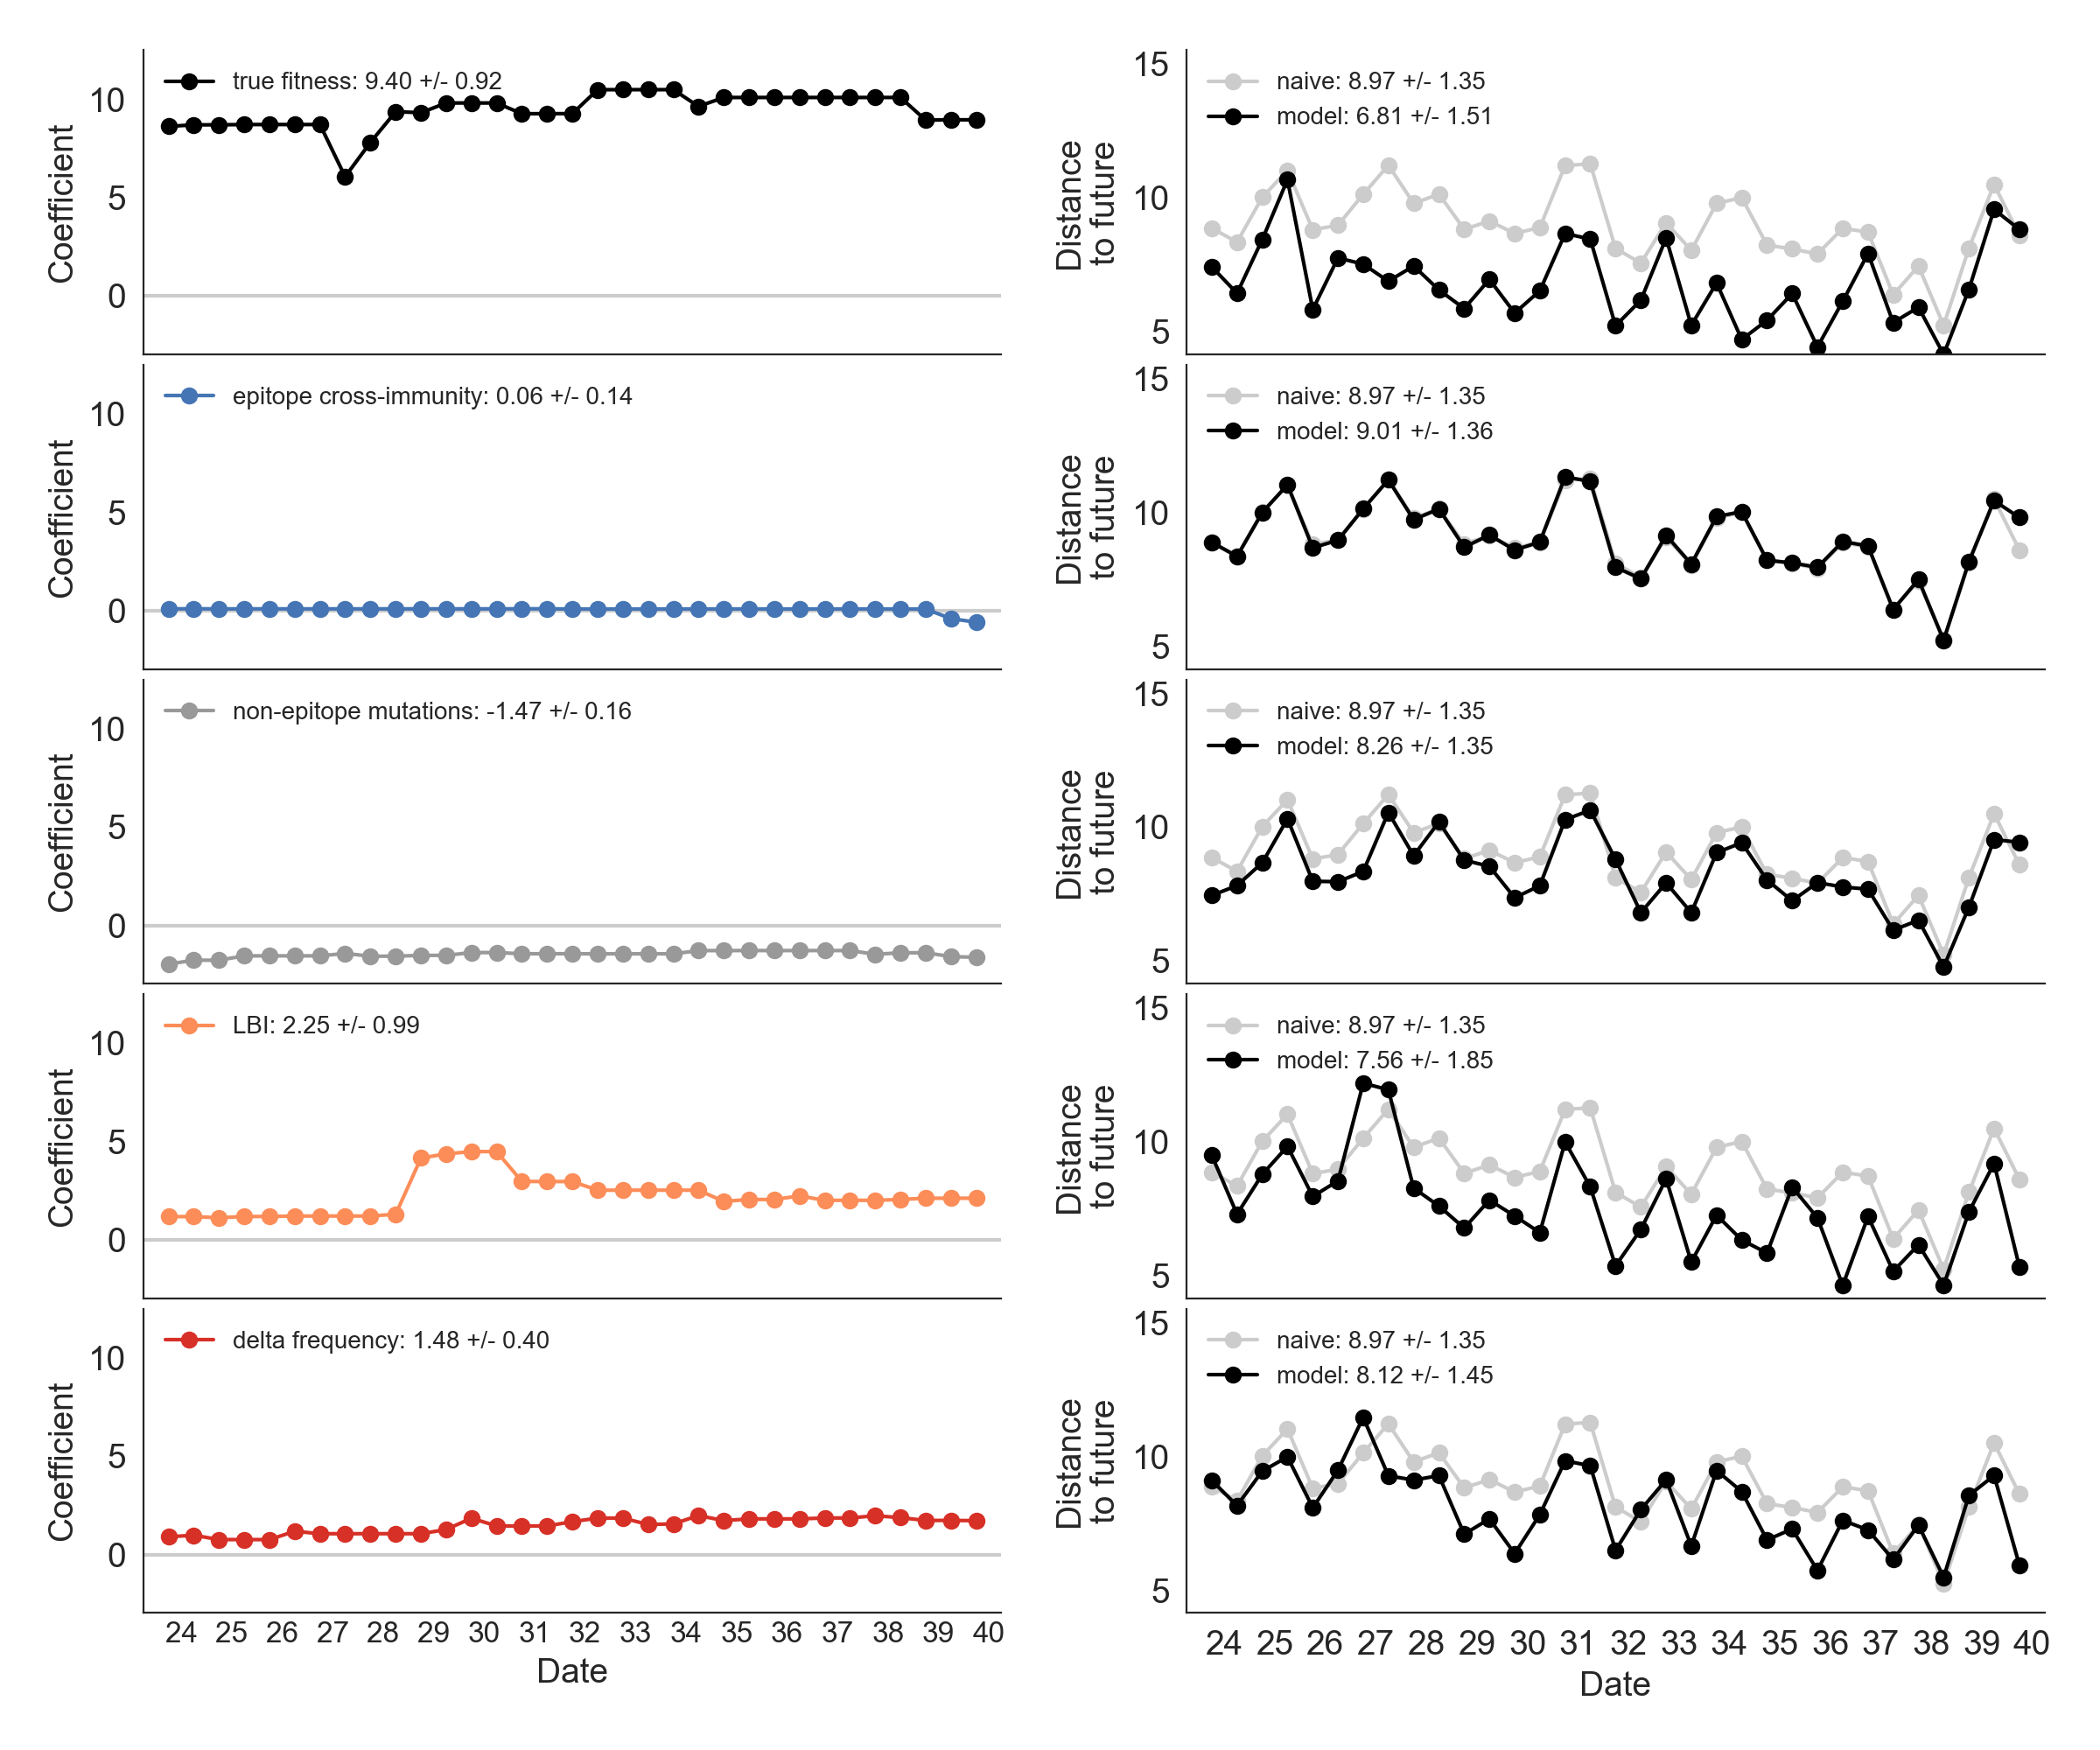 true fitness: 9.40 +/- 0.92
10
5
0
Coefficient
naive: 8.97 +/- 1.35
model: 6.81 +/- 1.51
15
10
5
Distance
to future
epitope cross-immunity: 0.06 +/- 0.14
10
5
0
Coefficient
naive: 8.97 +/- 1.35
model: 9.01 +/- 1.36
15
10
5
Distance
to future
non-epitope mutations: -1.47 +/- 0.16
10
5
0
Coefficient
naive: 8.97 +/- 1.35
model: 8.26 +/- 1.35
15
10
5
Distance
to future
LBI: 2.25 +/- 0.99
10
5
0
Coefficient
naive: 8.97 +/- 1.35
model: 7.56 +/- 1.85
15
10
5
Distance
to future
delta frequency: 1.48 +/- 0.40
10
5
0
Coefficient
24 25 26 27 28 29 30 31 32 33 34 35 36 37 38 39 40
Date
naive: 8.97 +/- 1.35
model: 8.12 +/- 1.45
15
10
5
Distance
to future
24 25 26 27 28 29 30 31 32 33 34 35 36 37 38 39 40
Date